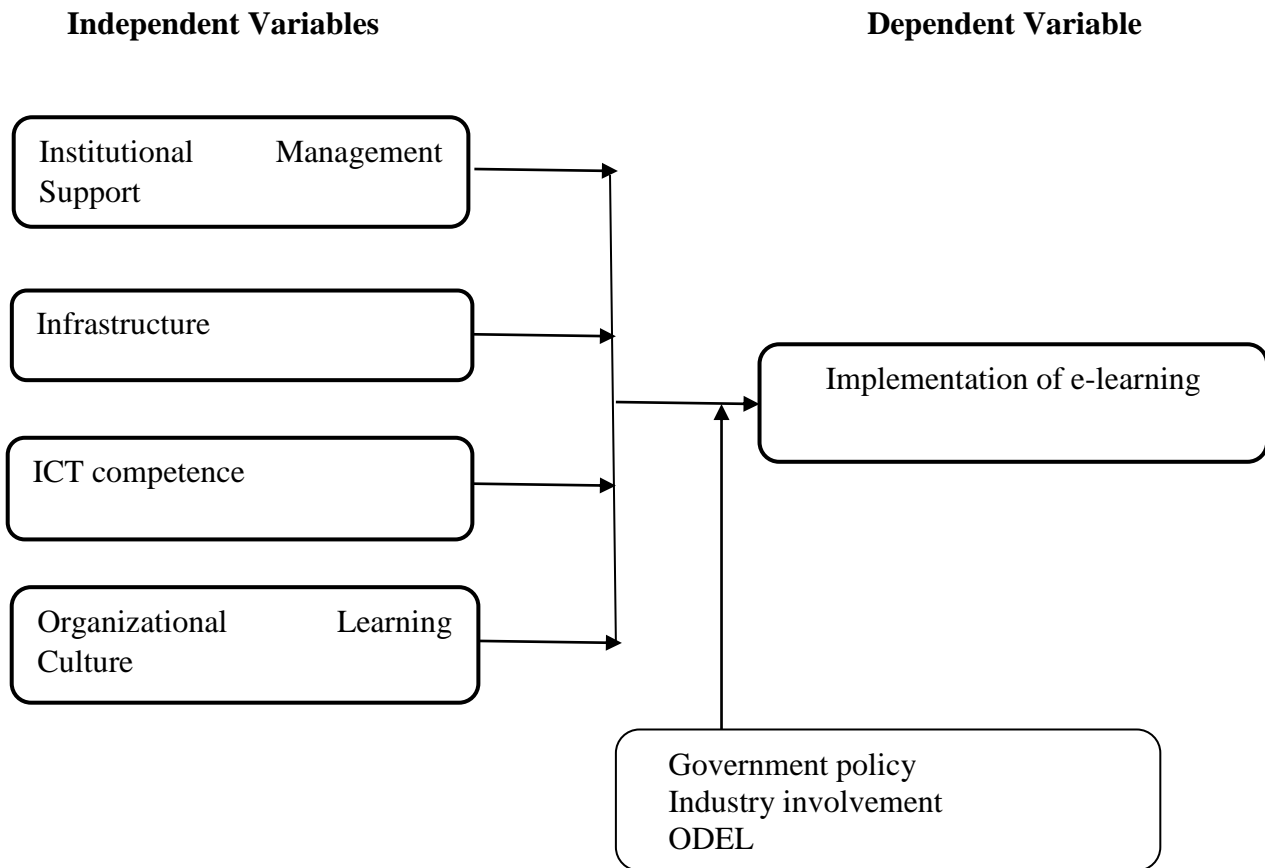 Independent Variables
Dependent Variable
Institutional Management
Support
Infrastructure
ICT competence
Organizational Learning
Culture
Implementation of e-learning
Government policy
Industry involvement
ODEL